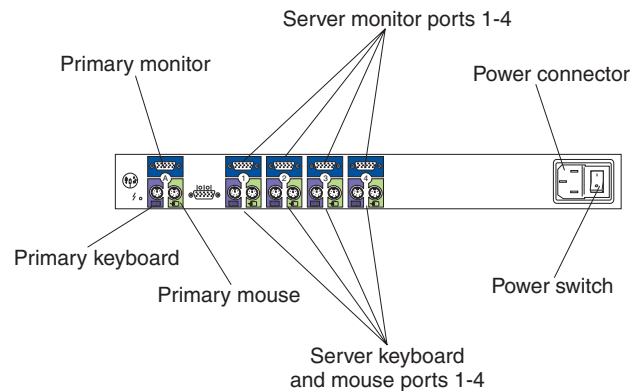 Server monitor ports 1-4
Primary monitor
Power connector
A
1
2
3
4
Primary keyboard
Primary mouse
Power switch
Server keyboard
and mouse ports 1-4